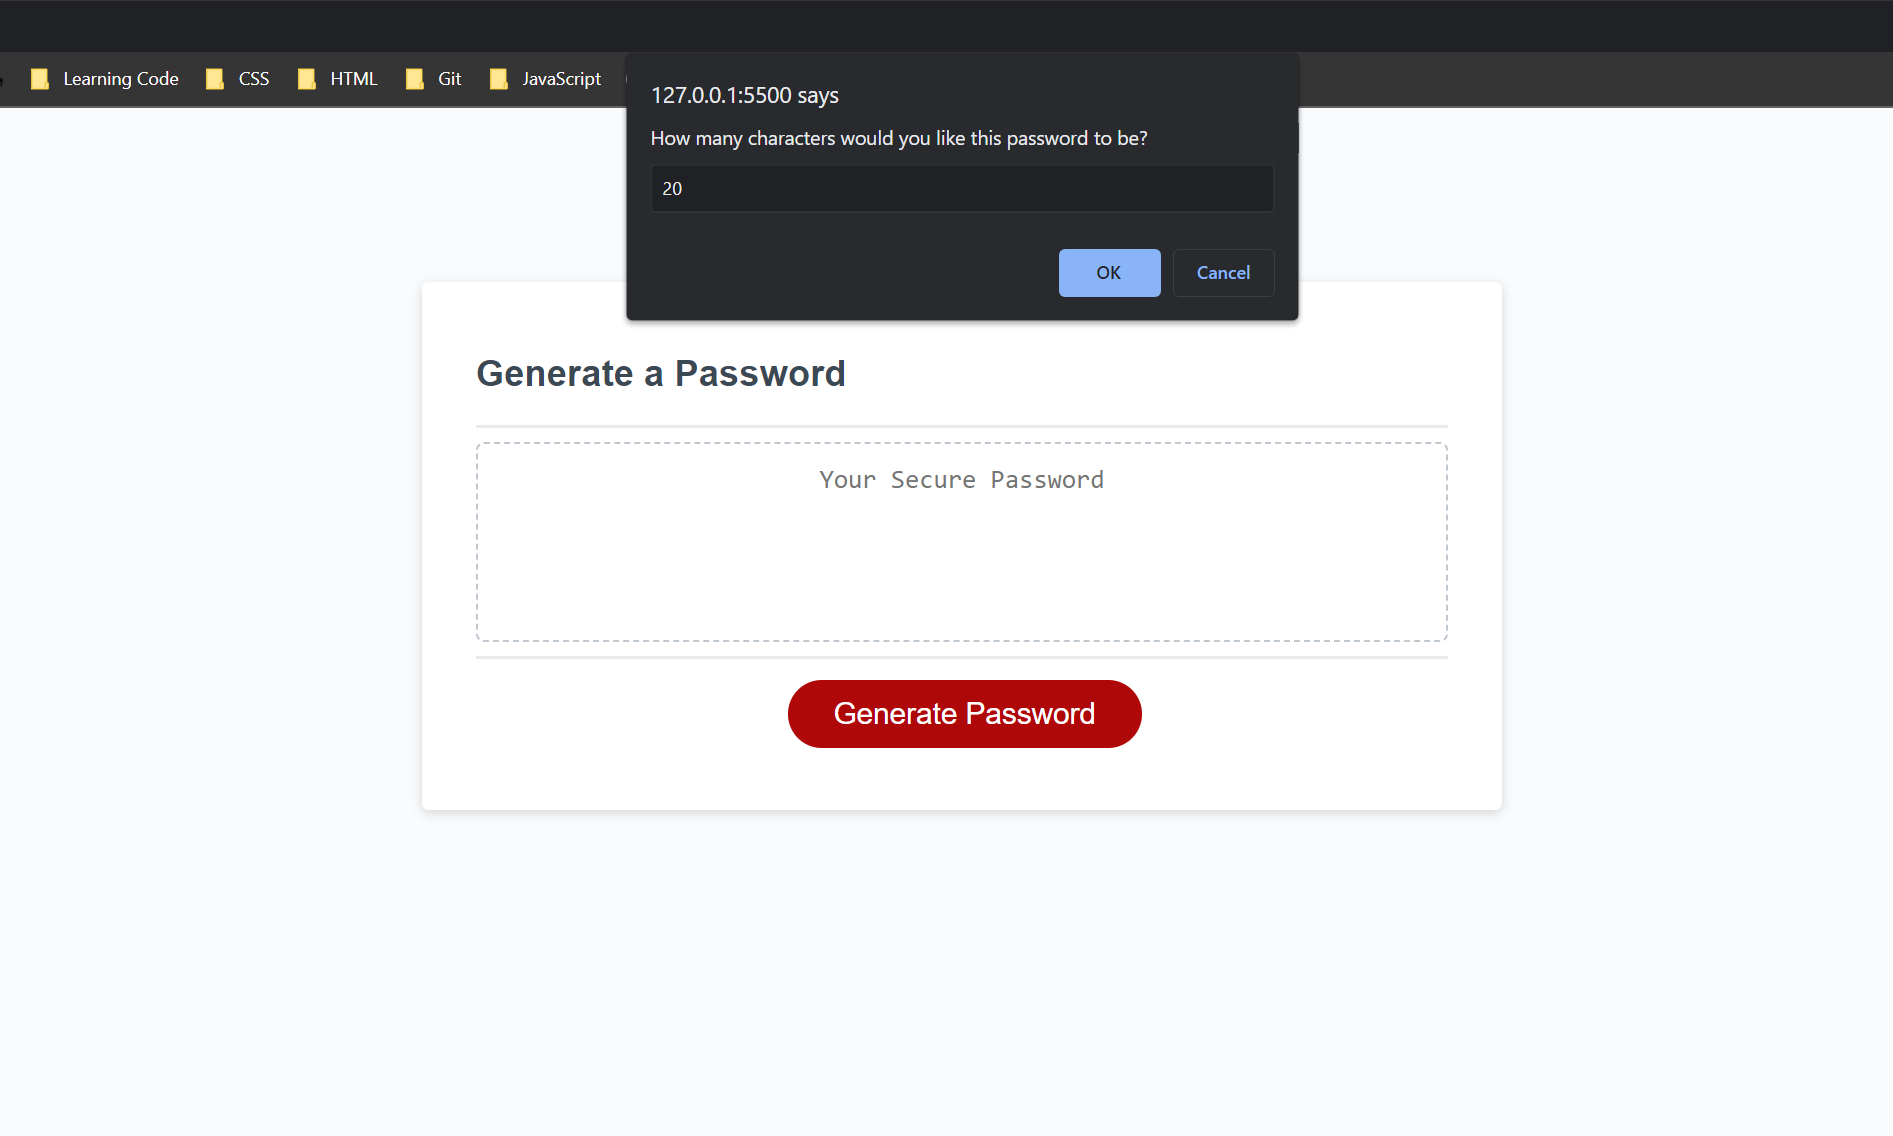 Learning Code CSS HTML Git JavaScript
127.0.0.1:5500 says
How many characters would you like this password to be?
20
OK Cancel
Generate a Password
Your Secure Password
Generate Password